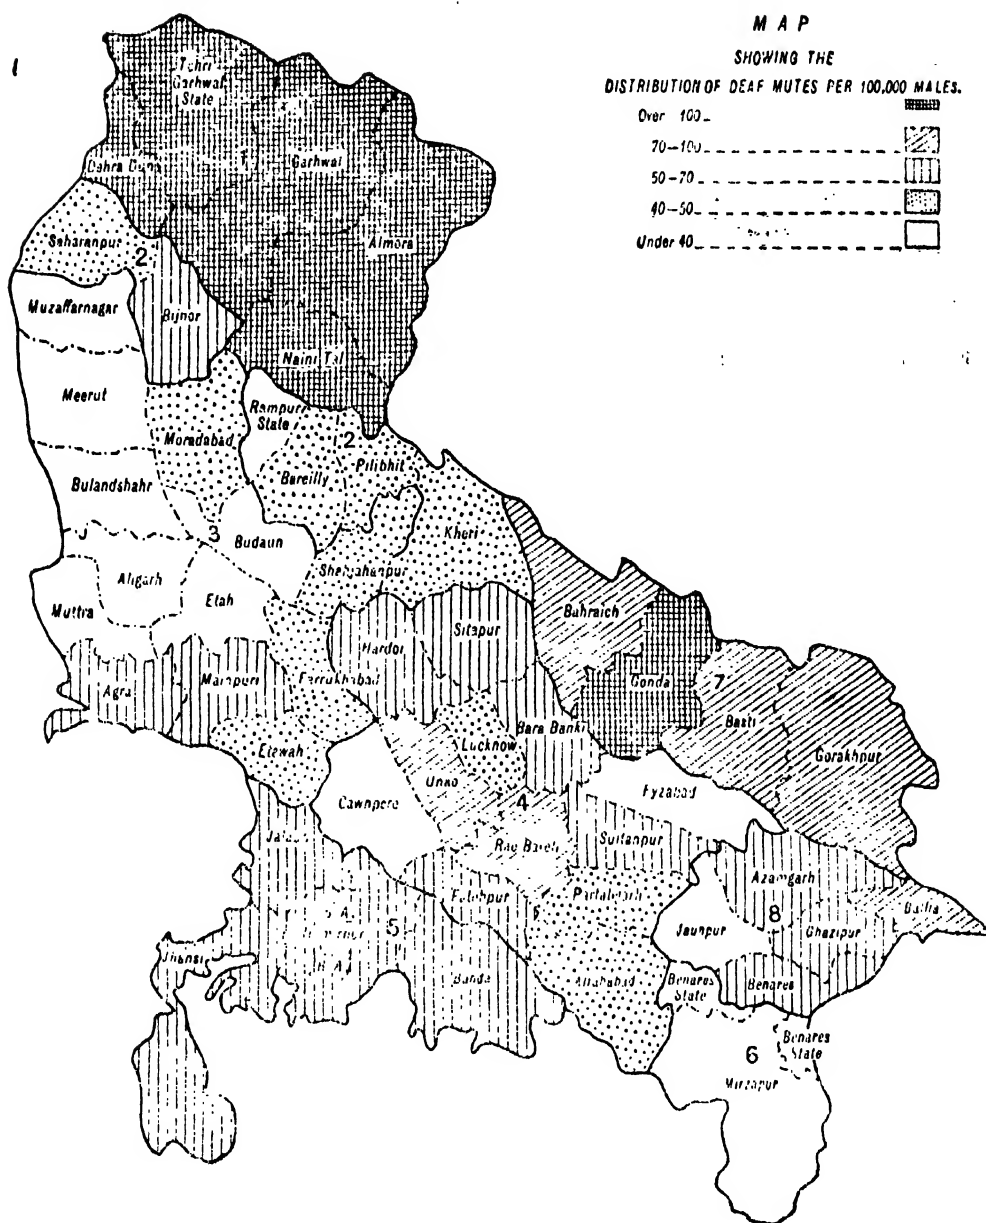 MAP
SHOWING THE
DISTRIBUTION OF DEAF MUTES PER 100,000 MALES.
Over 100
70-100
50-70
40-50
Under 40
Tehri Garhwal State
1
Garhwal
Dehra Dun
Almora
Saharanpur
2
Muzaffarnagar
Bijnor
Naini Tal
Meerut
Rampur State
Moradabad
2
Pilibhit
Bareilly
Bulandshahr
3
Budaun
Kheri
Aligarh
Etah
Shahjahanpur
Muttra
Bahraich
Hardoi
Sitapur
Agra
Mainpuri
Farrukhabad
Gonda
7
Basti
Bara Banki
Lucknow
Gorakhpur
Etawah
Unao
Cawnpore
4
Fyzabad
Rae Bareli
Sultanpur
Azamgarh
Fatehpur
Partabgarh
Ballia
5
Jaunpur
8
Ghazipur
Jhansi
Banda
Allahabad
Benares State
Benares
Benares State
6
Mirzapur